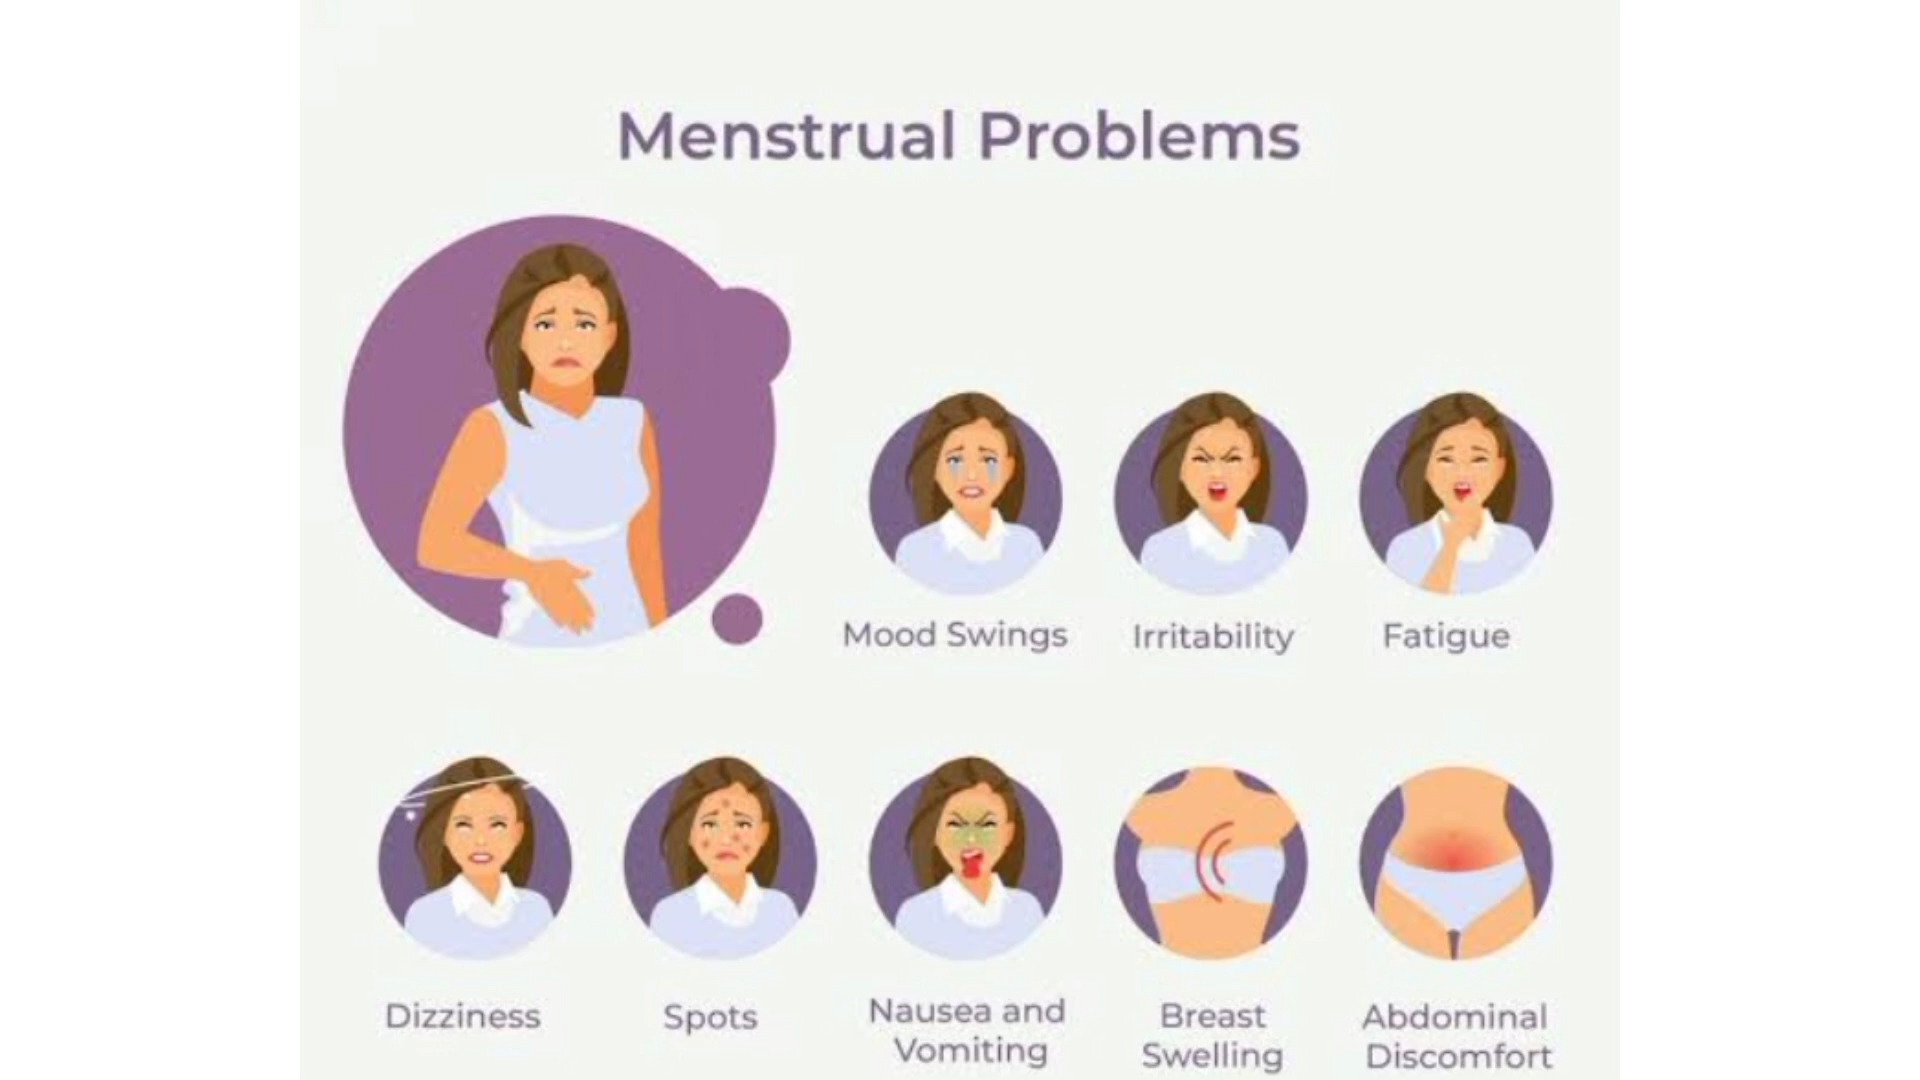 Menstrual Problems
Mood Swings
Irritability
Fatigue
Dizziness
Spots
Nausea and
Vomiting
Breast
Swelling
Abdominal
Discomfort